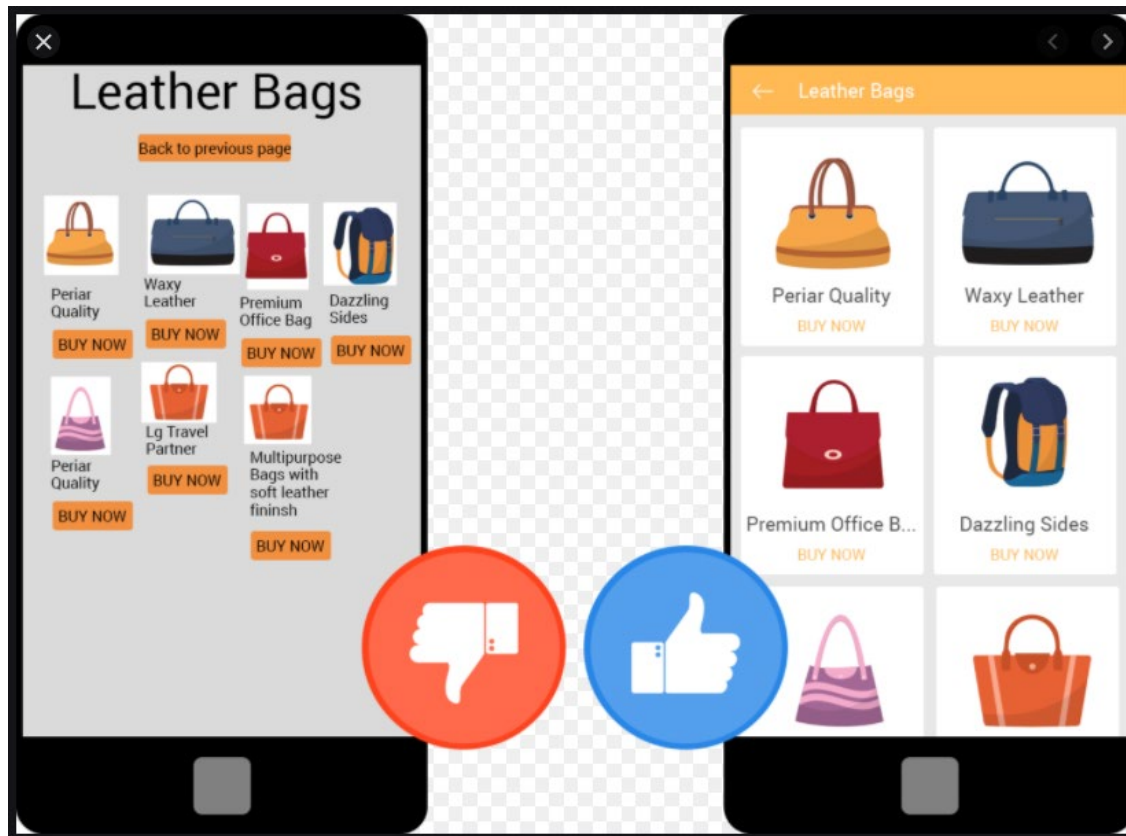 Leather Bags
Back to previous page
Periar
Quality
BUY NOW
Waxy
Leather
BUY NOW
Premium
Office Bag
BUY NOW
Dazzling
Sides
BUY NOW
Periar
Quality
BUY NOW
Lg Travel
Partner
BUY NOW
Multipurpose
Bags with
soft leather
fininsh
BUY NOW
Leather Bags
Periar Quality
BUY NOW
Waxy Leather
BUY NOW
Premium Office B...
BUY NOW
Dazzling Sides
BUY NOW